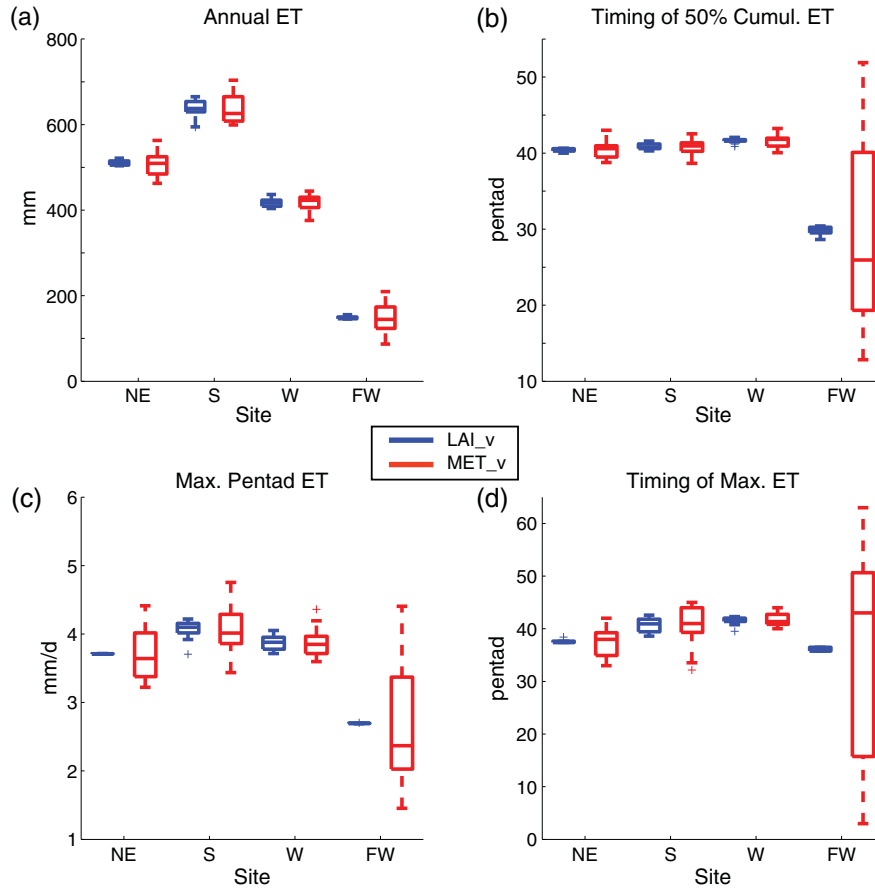 (a)
Annual ET
800
600
400
200
0
mm
NE
S
W
FW
Site
(b)
Timing of 50% Cumul. ET
50
40
30
20
10
pentad
NE
S
W
FW
Site
LAI_v
MET_v
(c)
Max. Pentad ET
6
5
4
3
2
1
mm/d
NE
S
W
FW
Site
(d)
Timing of Max. ET
60
50
40
30
20
10
0
pentad
NE
S
W
FW
Site